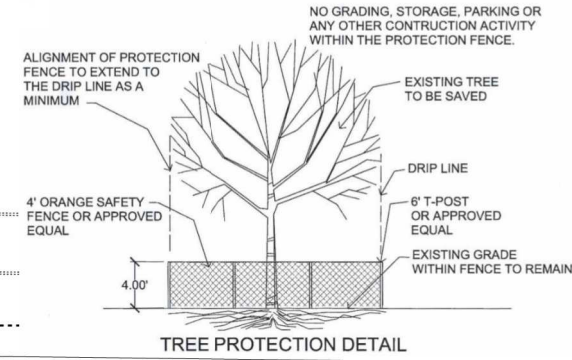 NO GRADING, STORAGE, PARKING OR
ANY OTHER CONTRUCTION ACTIVITY
WITHIN THE PROTECTION FENCE.
ALIGNMENT OF PROTECTION
FENCE TO EXTEND TO
THE DRIP LINE AS A
MINIMUM
EXISTING TREE
TO BE SAVED
DRIP LINE
4' ORANGE SAFETY
FENCE OR APPROVED
EQUAL
6' T-POST
OR APPROVED
EQUAL
EXISTING GRADE
WITHIN FENCE TO REMAIN
4.00'
TREE PROTECTION DETAIL